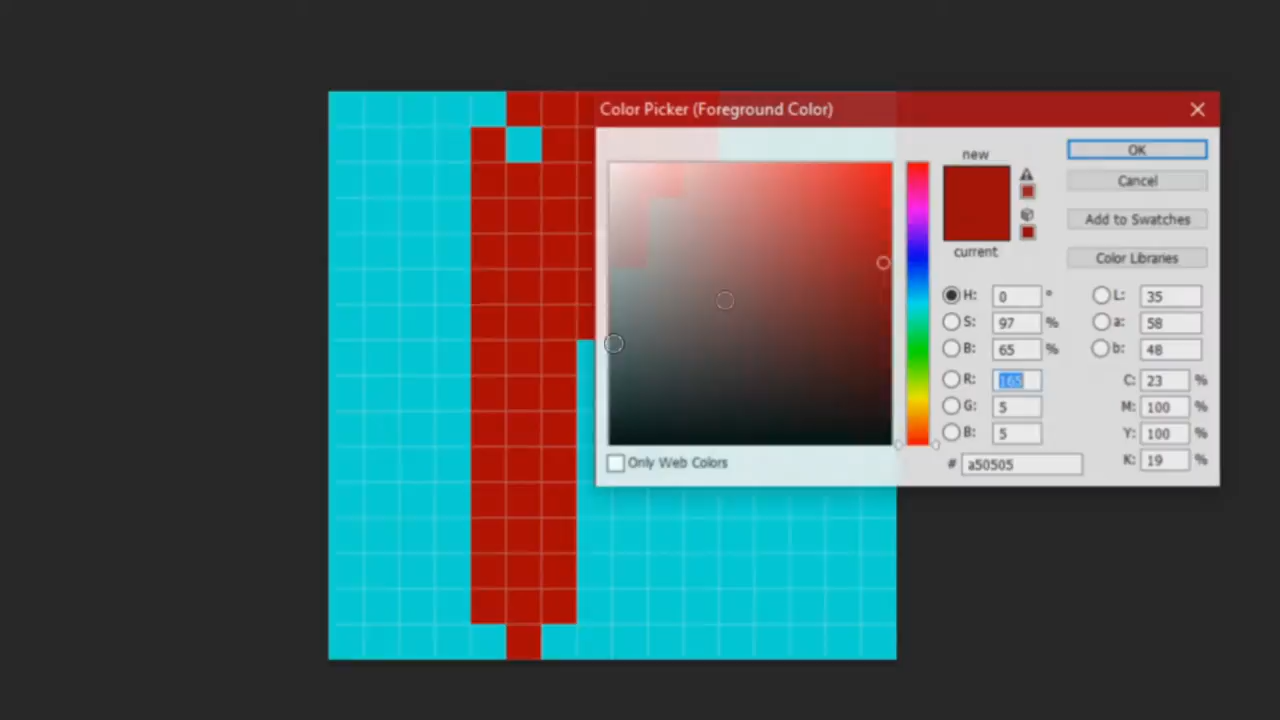 Color Picker (Foreground Color)
new
current
OK
Cancel
Add to Swatches
Color Libraries
H: 0 °
S: 97 %
B: 65 %
R: 165
G: 5
B: 5
# a50505
L: 35
a: 58
b: 48
C: 23 %
M: 100 %
Y: 100 %
K: 19 %
Only Web Colors